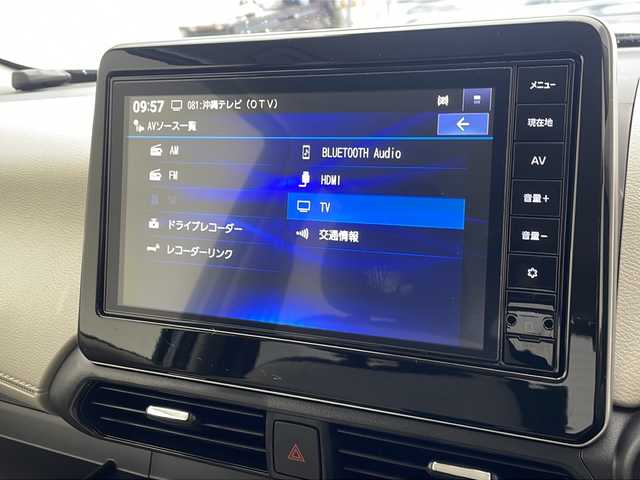 09:57 081:沖縄テレビ(OTV)
AVソース一覧
AM
FM
ドライブレコーダー
レコーダーリンク
BLUETOOTH Audio
HDMI
TV
交通情報
メニュー
現在地
AV
音量+
音量-